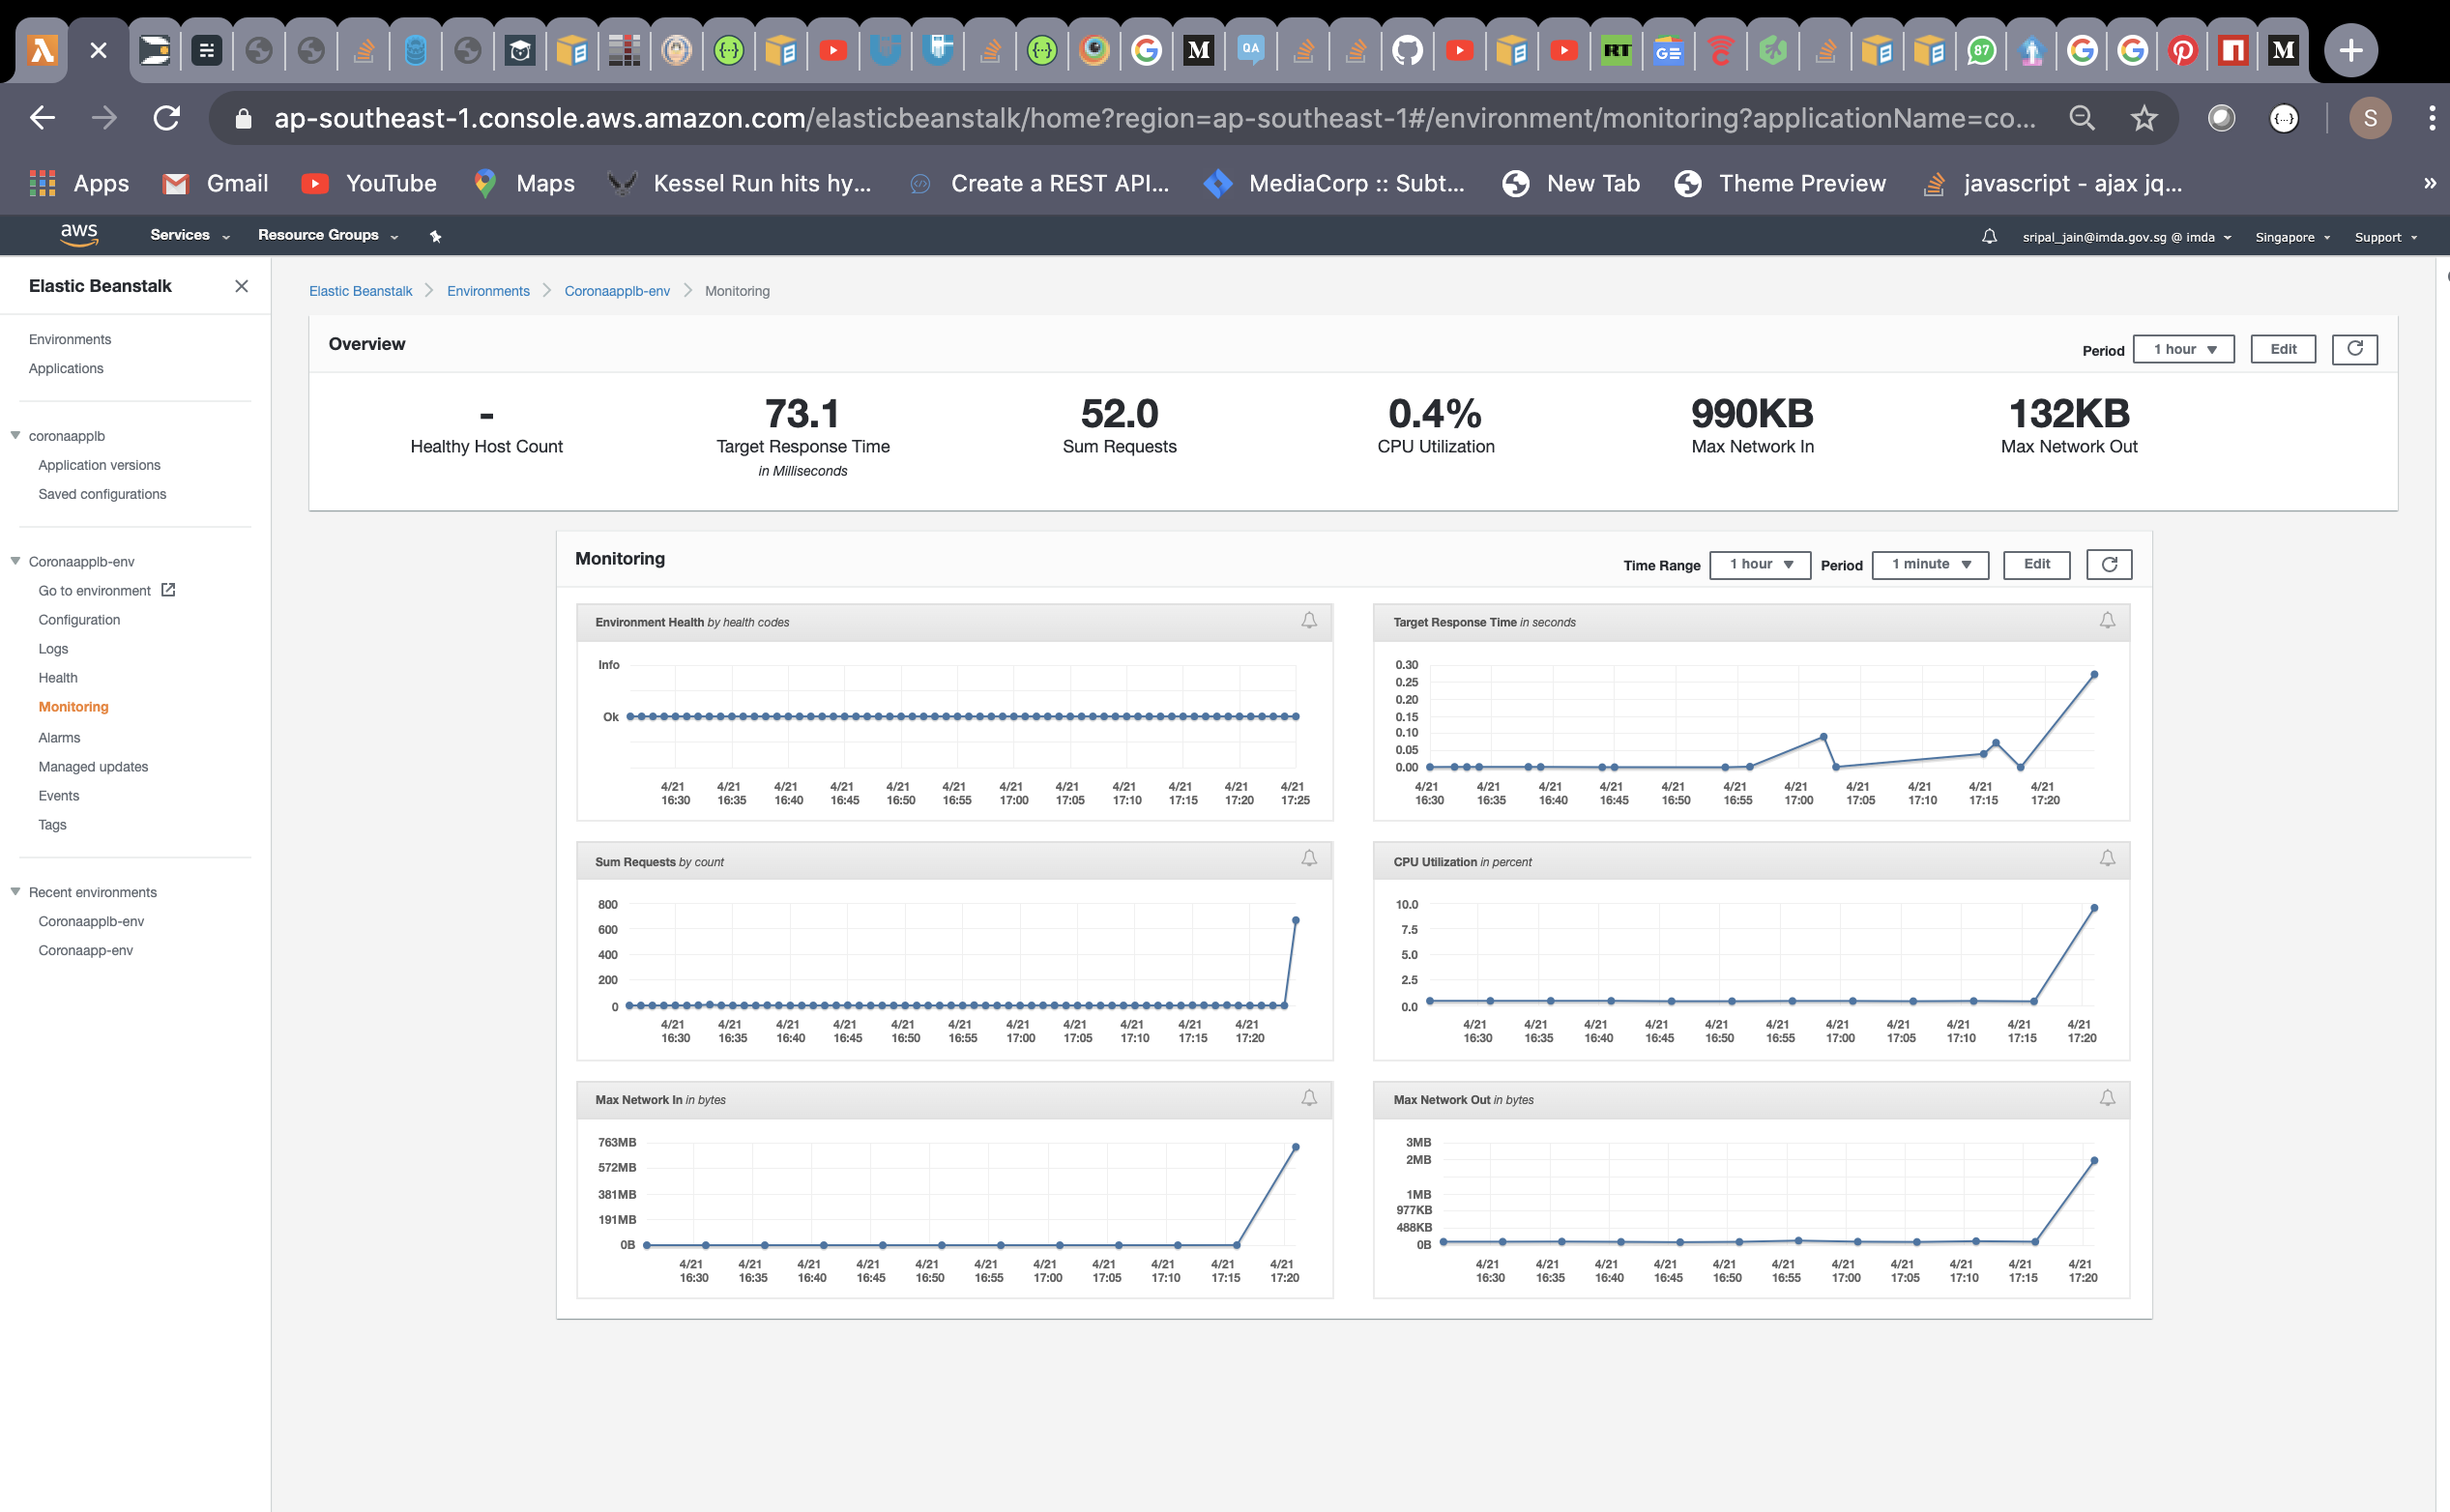 QA
RT
GE
87
M
M
ap-southeast-1.console.aws.amazon.com/elasticbeanstalk/home?region=ap-southeast-1#/environment/monitoring?applicationName=co...
S
Apps Gmail YouTube Maps Kessel Run hits hy... Create a REST API... MediaCorp :: Subt... New Tab Theme Preview javascript - ajax jq... »
aws Services Resource Groups sripal_jain@imda.gov.sg @ imda Singapore Support
Elastic Beanstalk
Environments
Applications
coronaapplb
Application versions
Saved configurations
Coronaapplb-env
Go to environment
Configuration
Logs
Health
Monitoring
Alarms
Managed updates
Events
Tags
Recent environments
Coronaapplb-env
Coronaapp-env
Elastic Beanstalk Environments Coronaapplb-env Monitoring
Overview
Period 1 hour Edit
- 73.1 52.0 0.4% 990KB 132KB
Healthy Host Count Target Response Time Sum Requests CPU Utilization Max Network In Max Network Out
in Milliseconds
Monitoring
Time Range 1 hour Period 1 minute Edit
Environment Health by health codes
Info
Ok
4/21 4/21 4/21 4/21 4/21 4/21 4/21 4/21 4/21 4/21 4/21 4/21
16:30 16:35 16:40 16:45 16:50 16:55 17:00 17:05 17:10 17:15 17:20 17:25
Target Response Time in seconds
0.30
0.25
0.20
0.15
0.10
0.05
0.00
4/21 4/21 4/21 4/21 4/21 4/21 4/21 4/21 4/21 4/21 4/21
16:30 16:35 16:40 16:45 16:50 16:55 17:00 17:05 17:10 17:15 17:20
Sum Requests by count
800
600
400
200
0
4/21 4/21 4/21 4/21 4/21 4/21 4/21 4/21 4/21 4/21 4/21
16:30 16:35 16:40 16:45 16:50 16:55 17:00 17:05 17:10 17:15 17:20
CPU Utilization in percent
10.0
7.5
5.0
2.5
0.0
4/21 4/21 4/21 4/21 4/21 4/21 4/21 4/21 4/21 4/21 4/21
16:30 16:35 16:40 16:45 16:50 16:55 17:00 17:05 17:10 17:15 17:20
Max Network In in bytes
763MB
572MB
381MB
191MB
0B
4/21 4/21 4/21 4/21 4/21 4/21 4/21 4/21 4/21 4/21 4/21
16:30 16:35 16:40 16:45 16:50 16:55 17:00 17:05 17:10 17:15 17:20
Max Network Out in bytes
3MB
2MB
1MB
977KB
488KB
0B
4/21 4/21 4/21 4/21 4/21 4/21 4/21 4/21 4/21 4/21 4/21
16:30 16:35 16:40 16:45 16:50 16:55 17:00 17:05 17:10 17:15 17:20